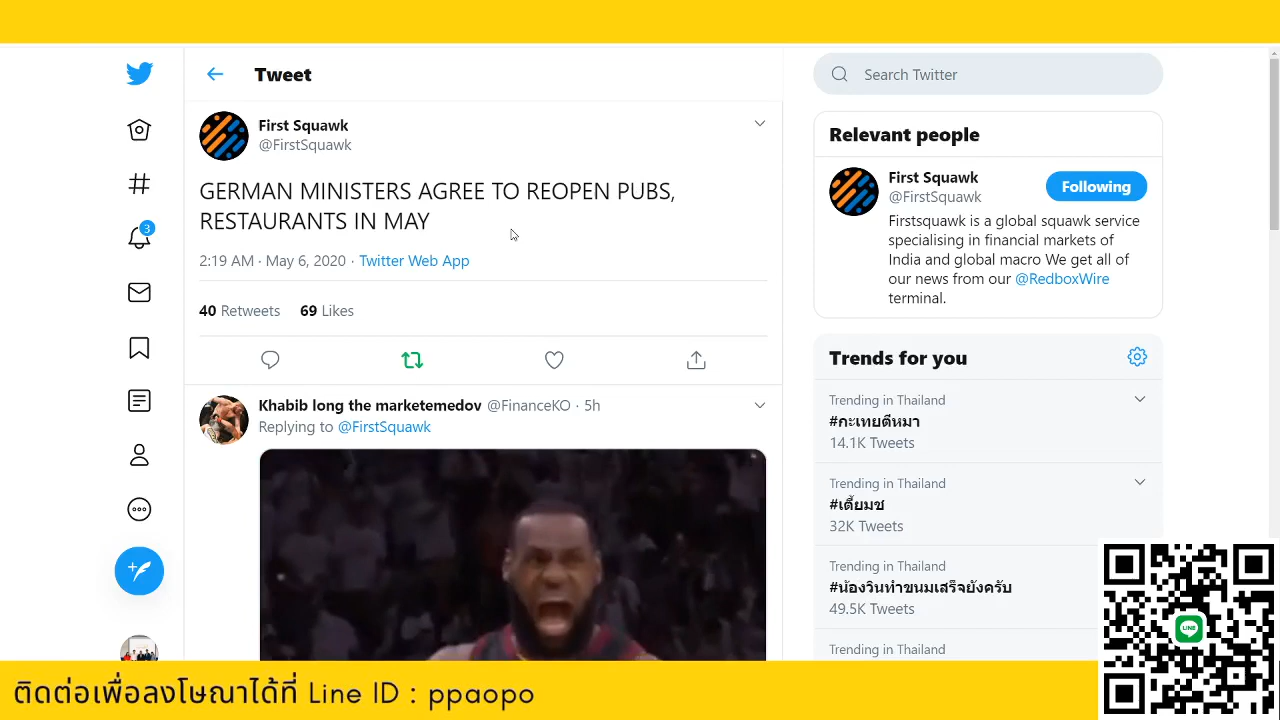 Tweet
First Squawk
@FirstSquawk
GERMAN MINISTERS AGREE TO REOPEN PUBS,
RESTAURANTS IN MAY
2:19 AM · May 6, 2020 · Twitter Web App
40 Retweets 69 Likes
Khabib long the marketemedov @FinanceKO · 5h
Replying to @FirstSquawk
3
Search Twitter
Relevant people
First Squawk
@FirstSquawk
Following
Firstsquawk is a global squawk service
specialising in financial markets of
India and global macro We get all of
our news from our @RedboxWire
terminal.
Trends for you
Trending in Thailand
#กะเทยตีหมา
14.1K Tweets
Trending in Thailand
#เตี้ยมช
32K Tweets
Trending in Thailand
#น้องวินทำขนมเสร็จยังครับ
49.5K Tweets
Trending in Thailand
LINE
ติดต่อเพื่อลงโฆณาได้ที่ Line ID : ppaopo